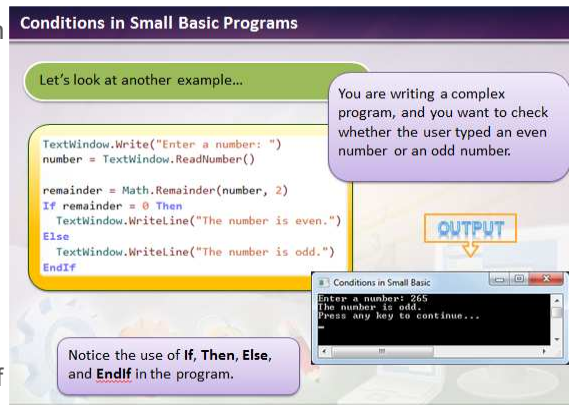 Conditions in Small Basic Programs
Let's look at another example...
You are writing a complex
program, and you want to check
whether the user typed an even
number or an odd number.
TextWindow.Write("Enter a number: ")
number = TextWindow.ReadNumber()
remainder = Math.Remainder(number, 2)
If remainder = 0 Then
TextWindow.WriteLine("The number is even.")
Else
TextWindow.WriteLine("The number is odd.")
EndIf
OUTPUT
Conditions in Small Basic
Enter a number: 265
The number is odd.
Press any key to continue...
Notice the use of If, Then, Else,
and EndIf in the program.